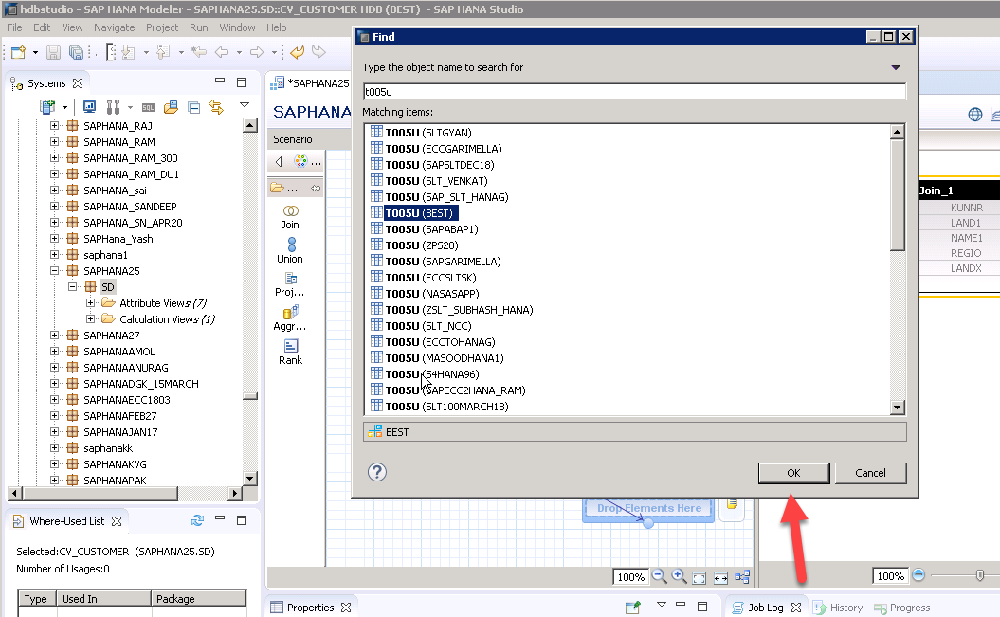 hdbstudio - SAP HANA Modeler - SAPHANA25.SD::CV_CUSTOMER HDB (BEST) - SAP HANA Studio
File Edit View Navigate Project Run Window Help
Systems
SAPHANA_RAJ
SAPHANA_RAM
SAPHANA_RAM_300
SAPHANA_RAM_DU1
SAPHANA_sai
SAPHANA_SANDEEP
SAPHANA_SN_APR20
SAPHana_Yash
saphana1
SAPHANA25
SD
Attribute Views (7)
Calculation Views (1)
SAPHANA27
SAPHANAAMOL
SAPHANAANURAG
SAPHANADGK_15MARCH
SAPHANAECC1803
SAPHANAFEB27
SAPHANAJAN17
saphanakk
SAPHANAKVG
SAPHANAPAK
Where-Used List
Selected:CV_CUSTOMER (SAPHANA25.SD)
Number of Usages:0
Type Used In Package
*SAPHANA25
SAPHANA
Scenario
...
...
Join
Union
Proj...
Aggr...
Rank
Find
Type the object name to search for
t005u
Matching items:
T005U (SLTGYAN)
T005U (ECCGARIMELLA)
T005U (SAPSLTDEC18)
T005U (SLT_VENKAT)
T005U (SAP_SLT_HANAG)
T005U (BEST)
T005U (SAPABAP1)
T005U (ZPS20)
T005U (SAPGARIMELLA)
T005U (ECCSLTSK)
T005U (NASASAPP)
T005U (ZSLT_SUBHASH_HANA)
T005U (SLT_NCC)
T005U (ECCTOHANAG)
T005U (MASOODHANA1)
T005U (S4HANA96)
T005U (SAPECC2HANA_RAM)
T005U (SLT100MARCH18)
BEST
?
OK Cancel
Drop Elements Here
100%
Properties
Join_1
KUNNR
LAND1
NAME1
REGIO
LANDX
100%
Job Log History Progress